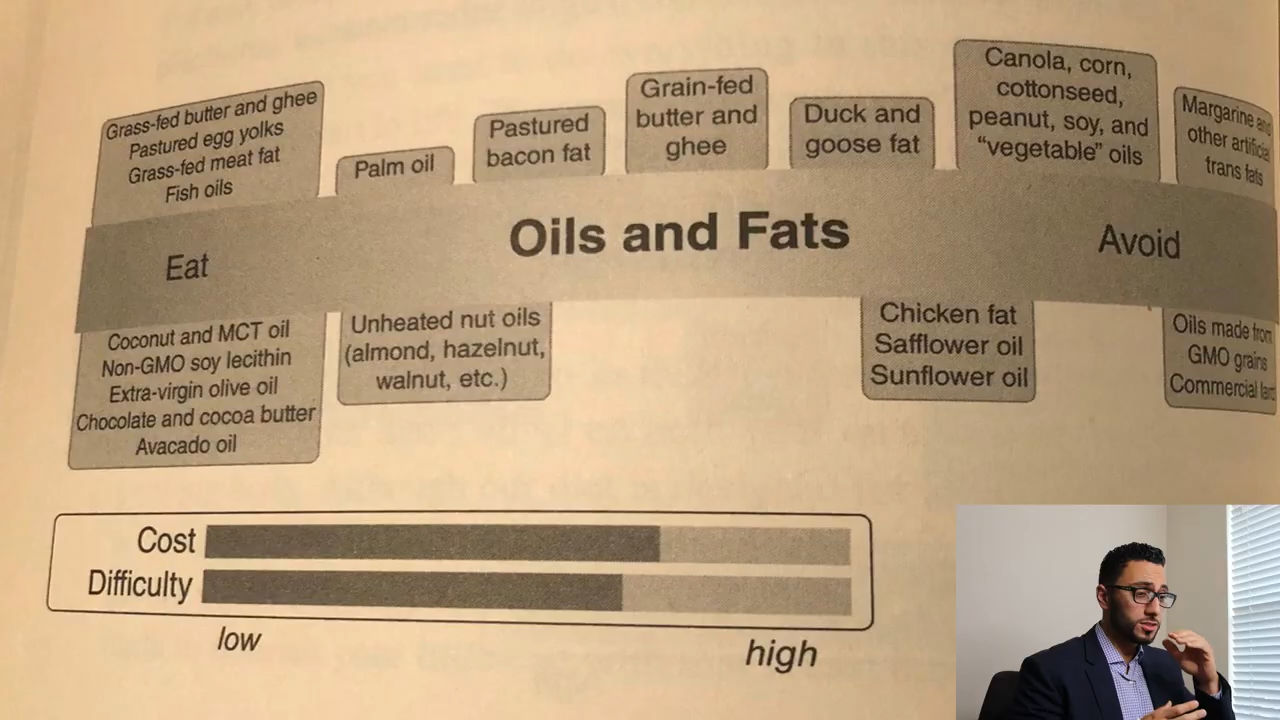 Grass-fed butter and ghee
Pastured egg yolks
Grass-fed meat fat
Fish oils
Palm oil
Pastured
bacon fat
Grain-fed
butter and
ghee
Duck and
goose fat
Canola, corn,
cottonseed,
peanut, soy, and
“vegetable” oils
Margarine and
other artificial
trans fats
Eat
Oils and Fats
Avoid
Coconut and MCT oil
Non-GMO soy lecithin
Extra-virgin olive oil
Chocolate and cocoa butter
Avacado oil
Unheated nut oils
(almond, hazelnut,
walnut, etc.)
Chicken fat
Safflower oil
Sunflower oil
Oils made from
GMO grains
Commercial lard
Cost
Difficulty
low
high